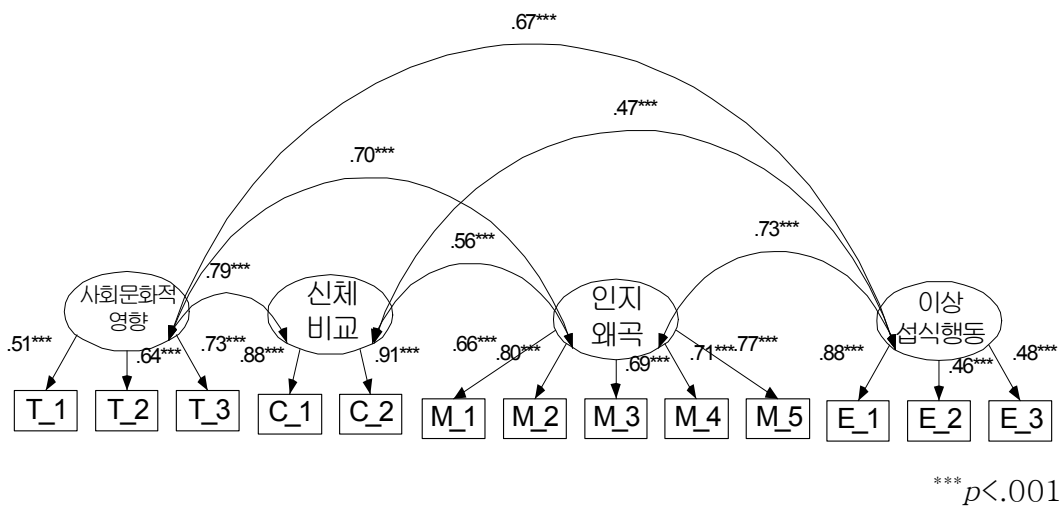 .67***
.47***
.70***
.73***
.56***
.79***
사회문화적
영향
신체
비교
인지
왜곡
이상
섭식행동
.51***
.64***
.73***
.88***
.91***
.66***
.80***
.69***
.71***
.77***
.88***
.46***
.48***
T_1
T_2
T_3
C_1
C_2
M_1
M_2
M_3
M_4
M_5
E_1
E_2
E_3
***p<.001